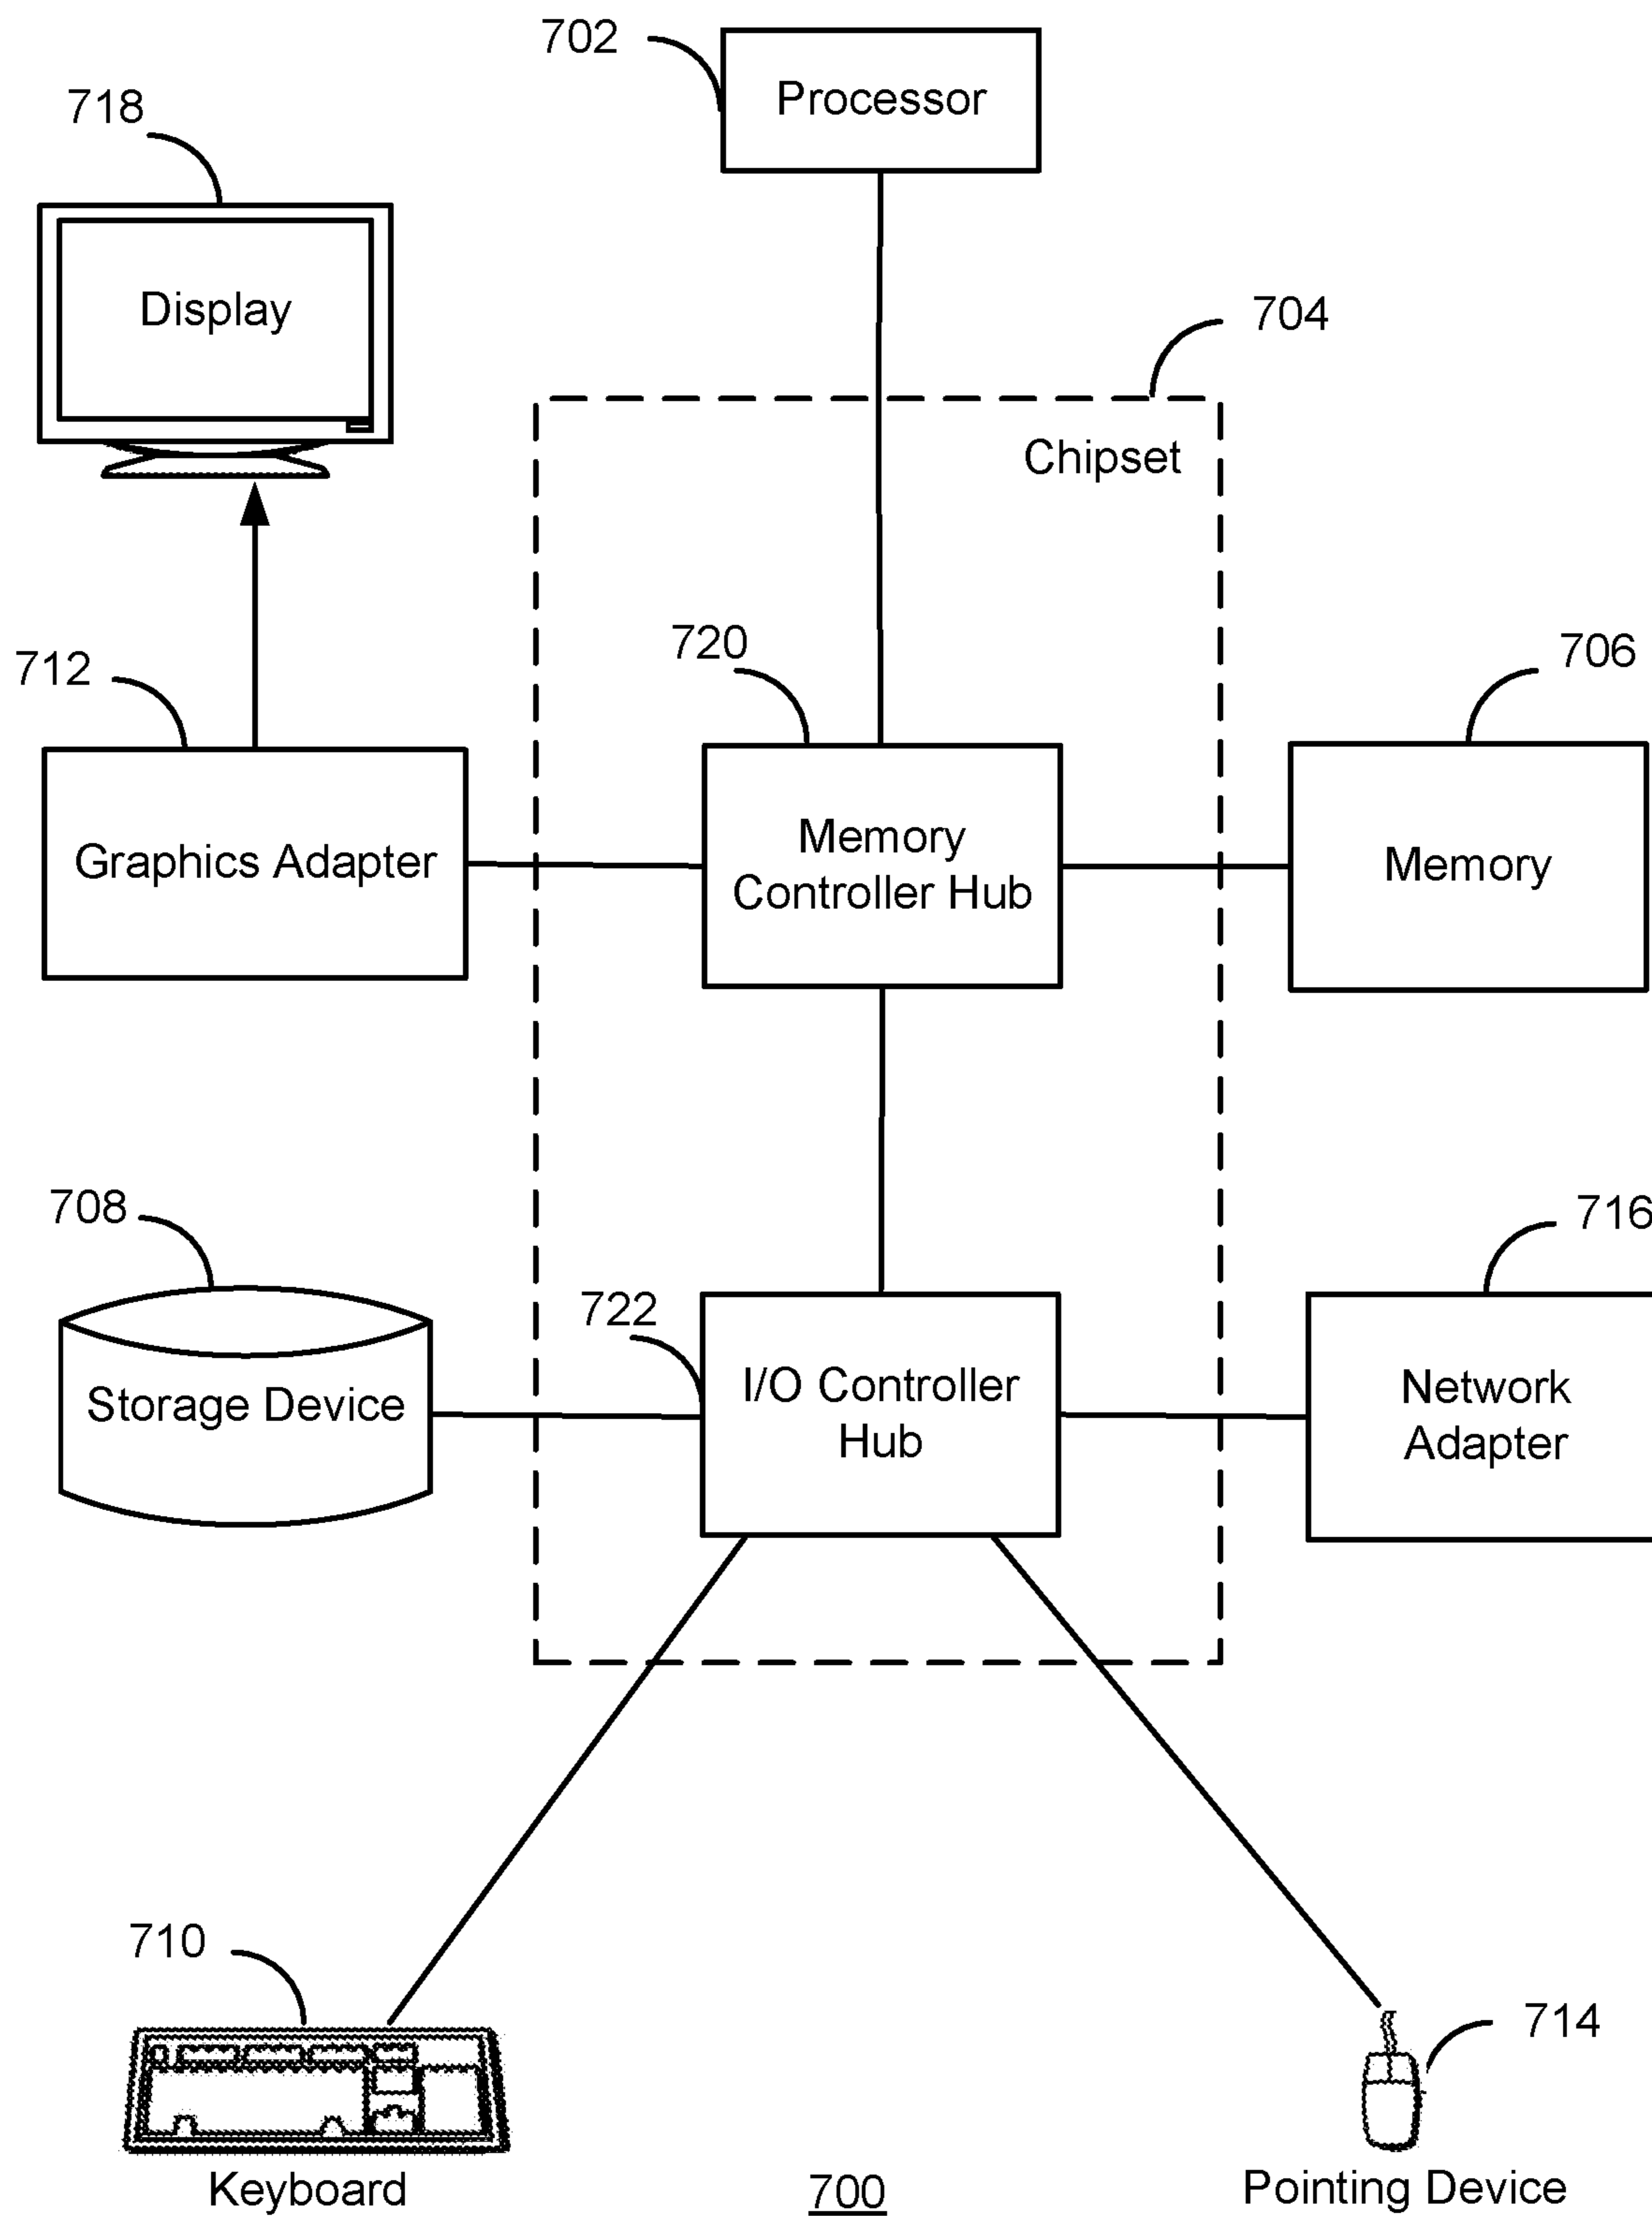 702
Processor
718
Display
704
Chipset
720
706
712
Memory
Controller Hub
Graphics Adapter
Memory
708
716
722
I/O Controller
Hub
Storage Device
Network
Adapter
710
714
Keyboard
700
Pointing Device